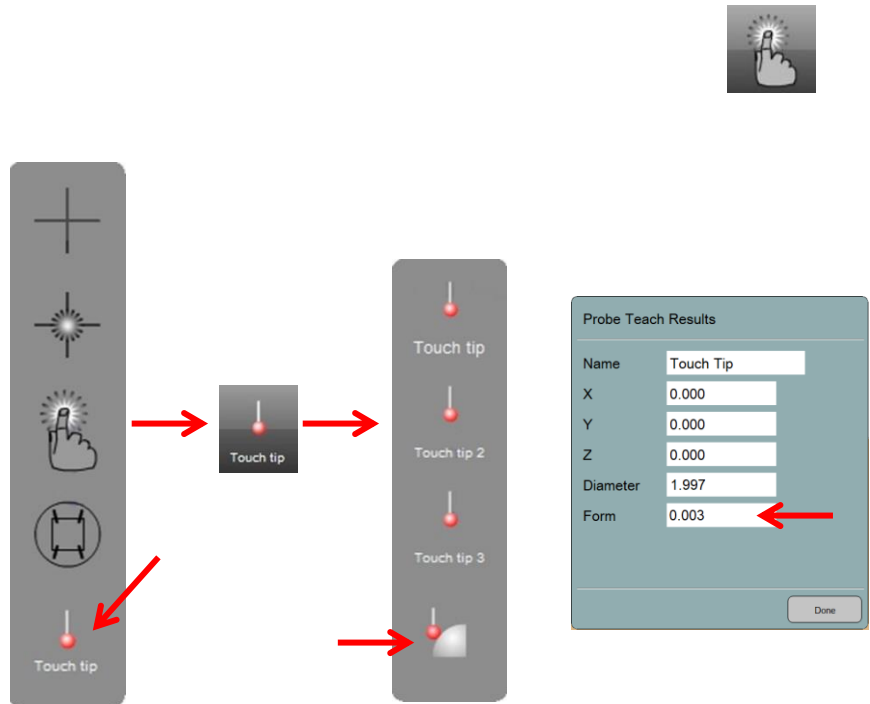 Touch tip
Touch tip
Touch tip
Touch tip 2
Touch tip 3
Probe Teach Results
Name Touch Tip
X 0.000
Y 0.000
Z 0.000
Diameter 1.997
Form 0.003
Done